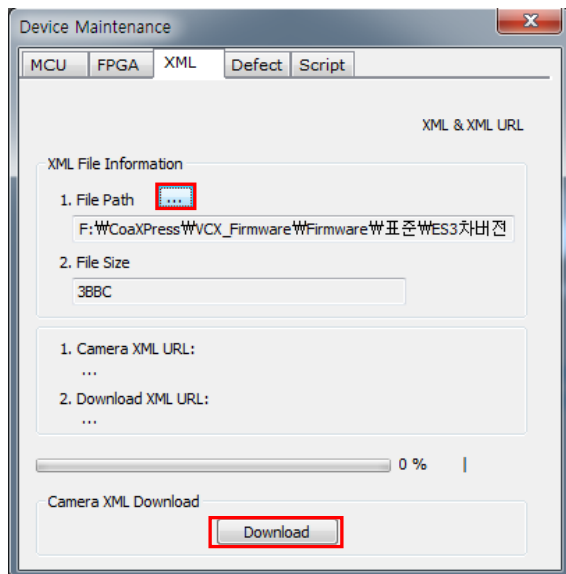 Device Maintenance
MCU FPGA XML Defect Script
XML & XML URL
XML File Information
1. File Path ...
F:₩CoaXPress₩VCX_Firmware₩Firmware₩표준₩ES3차버전
2. File Size
3BBC
1. Camera XML URL:
...
2. Download XML URL:
...
0 % |
Camera XML Download
Download